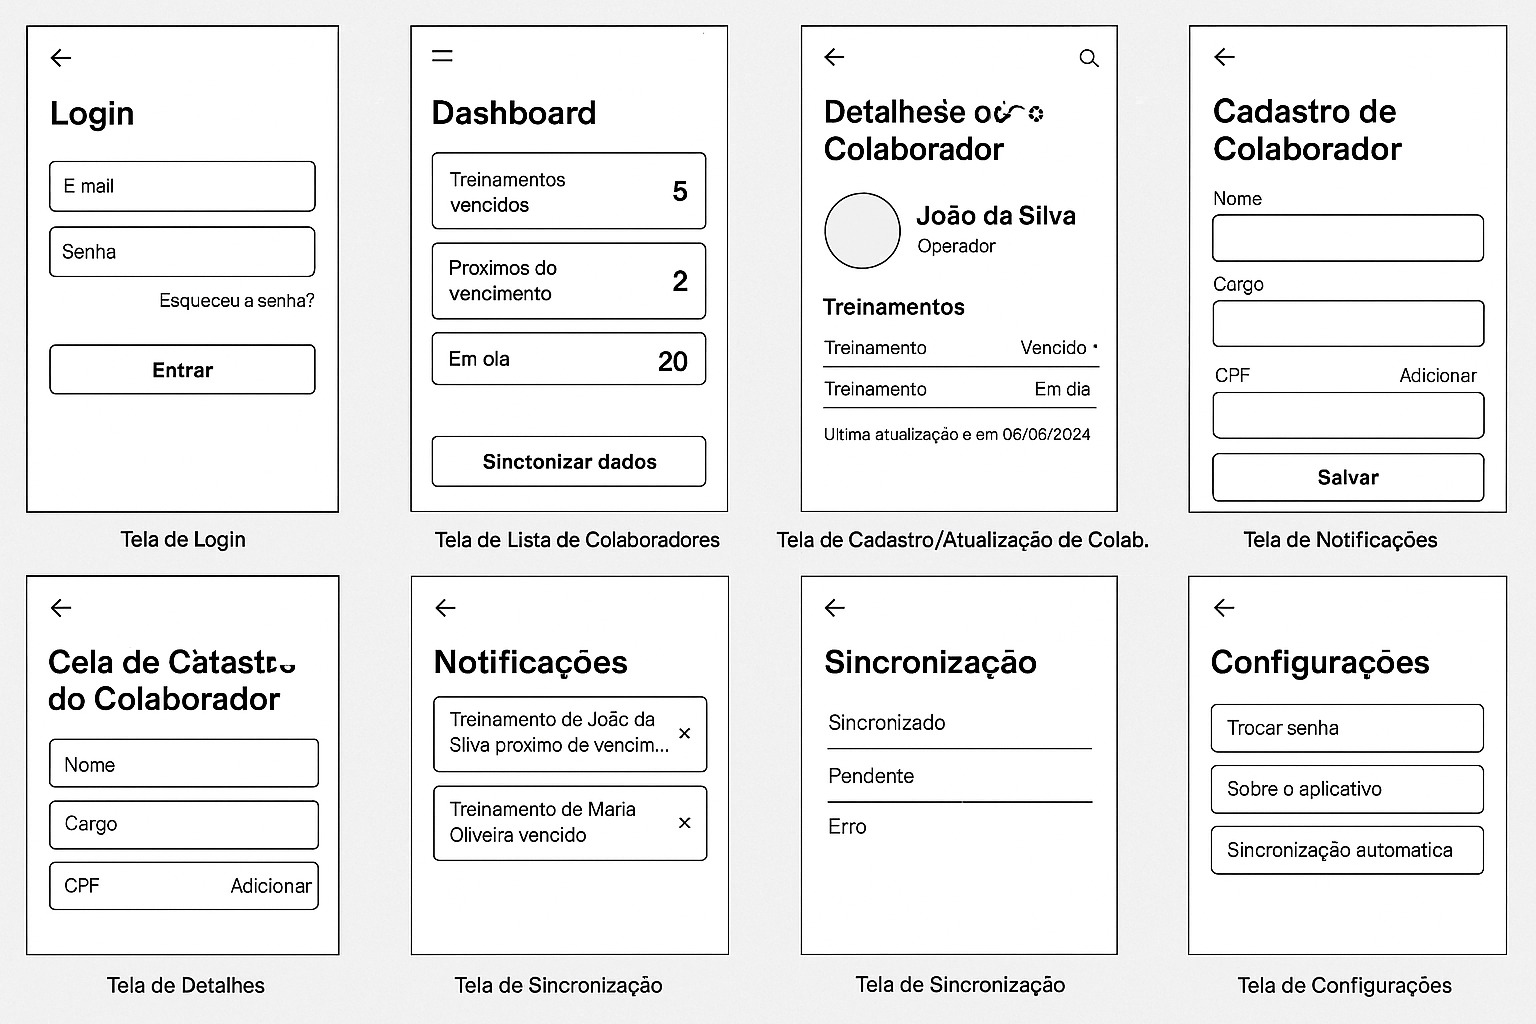 Login
E mail
Senha
Esqueceu a senha?
Entrar
Tela de Login
Dashboard
Treinamentos
vencidos
5
Proximos do
vencimento
2
Em ola
20
Sinctonizar dados
Tela de Lista de Colaboradores
Detalhese
Colaborador
João da Silva
Operador
Treinamentos
Treinamento Vencido •
Treinamento Em dia
Ultima atualização e em 06/06/2024
Tela de Cadastro/Atualização de Colab.
Cadastro de
Colaborador
Nome
Cargo
CPF Adicionar
Salvar
Tela de Notificações
Cela de
do Colaborador
Nome
Cargo
CPF Adicionar
Tela de Detalhes
Notificações
Treinamento de Joãc da
Sliva proximo de vencim...
×
Treinamento de Maria
Oliveira vencido
×
Tela de Sincronização
Sincronização
Sincronizado
Pendente
Erro
Tela de Sincronização
Configurações
Trocar senha
Sobre o aplicativo
Sincronização automatica
Tela de Configurações